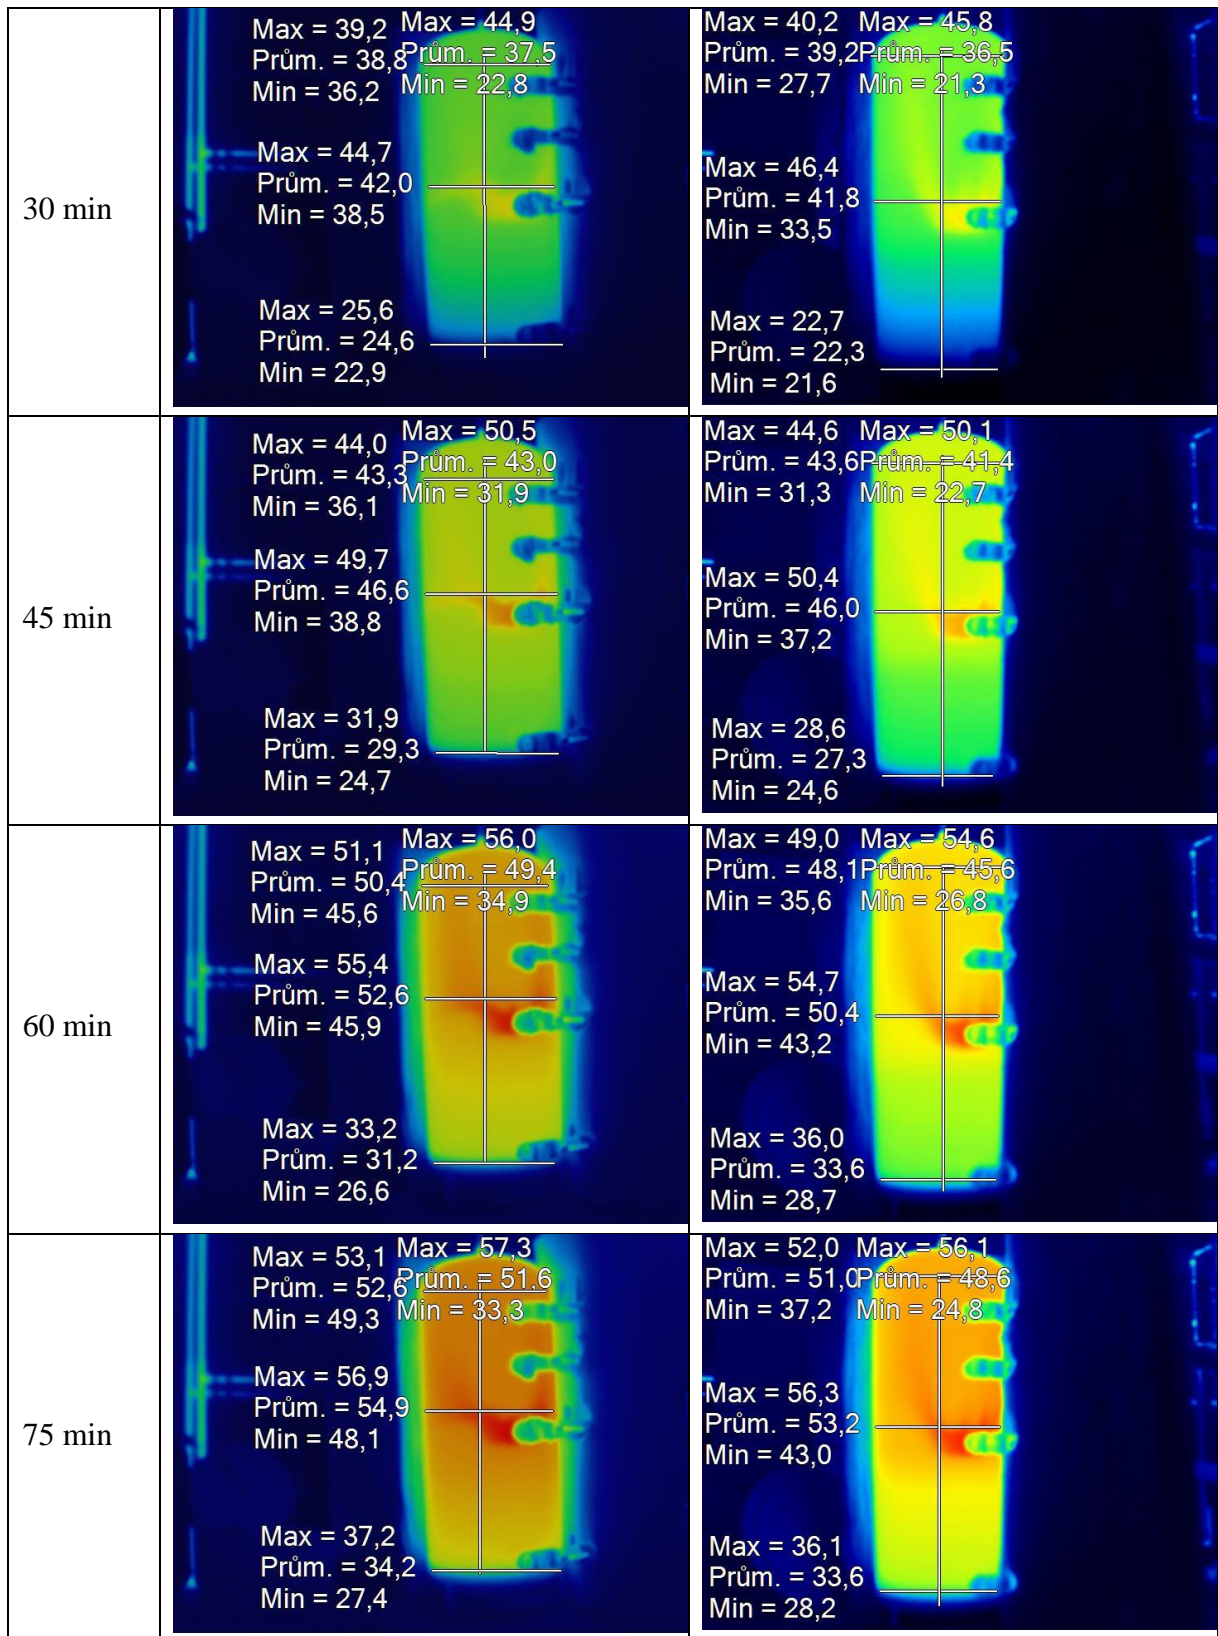 30 min
Max = 39,2
Prům. = 38,8
Min = 36,2
Max = 44,9
Prům. = 37,5
Min = 22,8
Max = 44,7
Prům. = 42,0
Min = 38,5
Max = 25,6
Prům. = 24,6
Min = 22,9
Max = 40,2
Prům. = 39,2
Min = 27,7
Max = 45,8
Prům. = 36,5
Min = 21,3
Max = 46,4
Prům. = 41,8
Min = 33,5
Max = 22,7
Prům. = 22,3
Min = 21,6
45 min
Max = 44,0
Prům. = 43,3
Min = 36,1
Max = 50,5
Prům. = 43,0
Min = 31,9
Max = 49,7
Prům. = 46,6
Min = 38,8
Max = 31,9
Prům. = 29,3
Min = 24,7
Max = 44,6
Prům. = 43,6
Min = 31,3
Max = 50,1
Prům. = 41,4
Min = 22,7
Max = 50,4
Prům. = 46,0
Min = 37,2
Max = 28,6
Prům. = 27,3
Min = 24,6
60 min
Max = 51,1
Prům. = 50,4
Min = 45,6
Max = 56,0
Prům. = 49,4
Min = 34,9
Max = 55,4
Prům. = 52,6
Min = 45,9
Max = 33,2
Prům. = 31,2
Min = 26,6
Max = 49,0
Prům. = 48,1
Min = 35,6
Max = 54,6
Prům. = 45,6
Min = 26,8
Max = 54,7
Prům. = 50,4
Min = 43,2
Max = 36,0
Prům. = 33,6
Min = 28,7
75 min
Max = 53,1
Prům. = 52,6
Min = 49,3
Max = 57,3
Prům. = 51,6
Min = 33,3
Max = 56,9
Prům. = 54,9
Min = 48,1
Max = 37,2
Prům. = 34,2
Min = 27,4
Max = 52,0
Prům. = 51,0
Min = 37,2
Max = 56,1
Prům. = 48,6
Min = 24,8
Max = 56,3
Prům. = 53,2
Min = 43,0
Max = 36,1
Prům. = 33,6
Min = 28,2